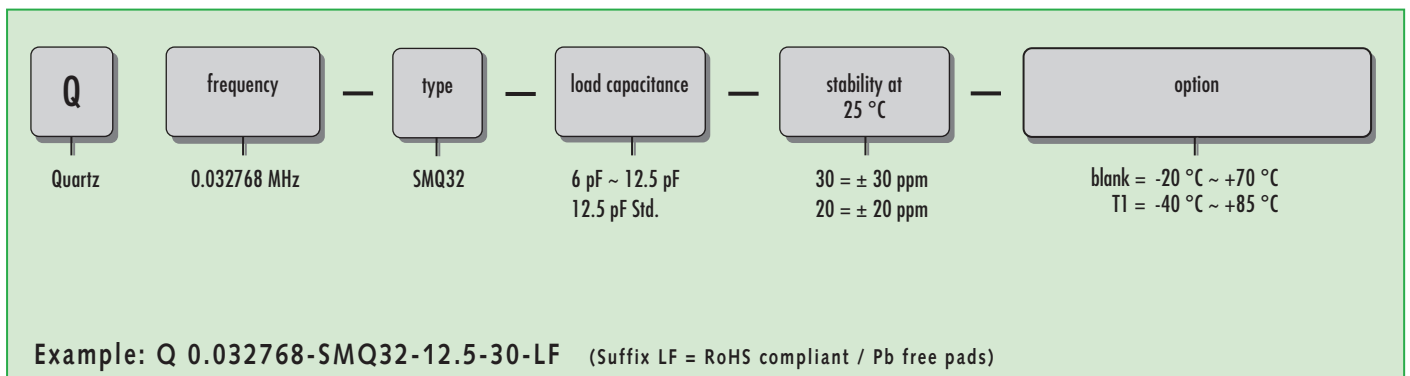 Q
frequency
—
type
—
load capacitance
—
stability at
25 °C
—
option
Quartz
0.032768 MHz
SMQ32
6 pF ~ 12.5 pF
12.5 pF Std.
30 = ± 30 ppm
20 = ± 20 ppm
blank = -20 °C ~ +70 °C
T1 = -40 °C ~ +85 °C
Example: Q 0.032768-SMQ32-12.5-30-LF (Suffix LF = RoHS compliant / Pb free pads)